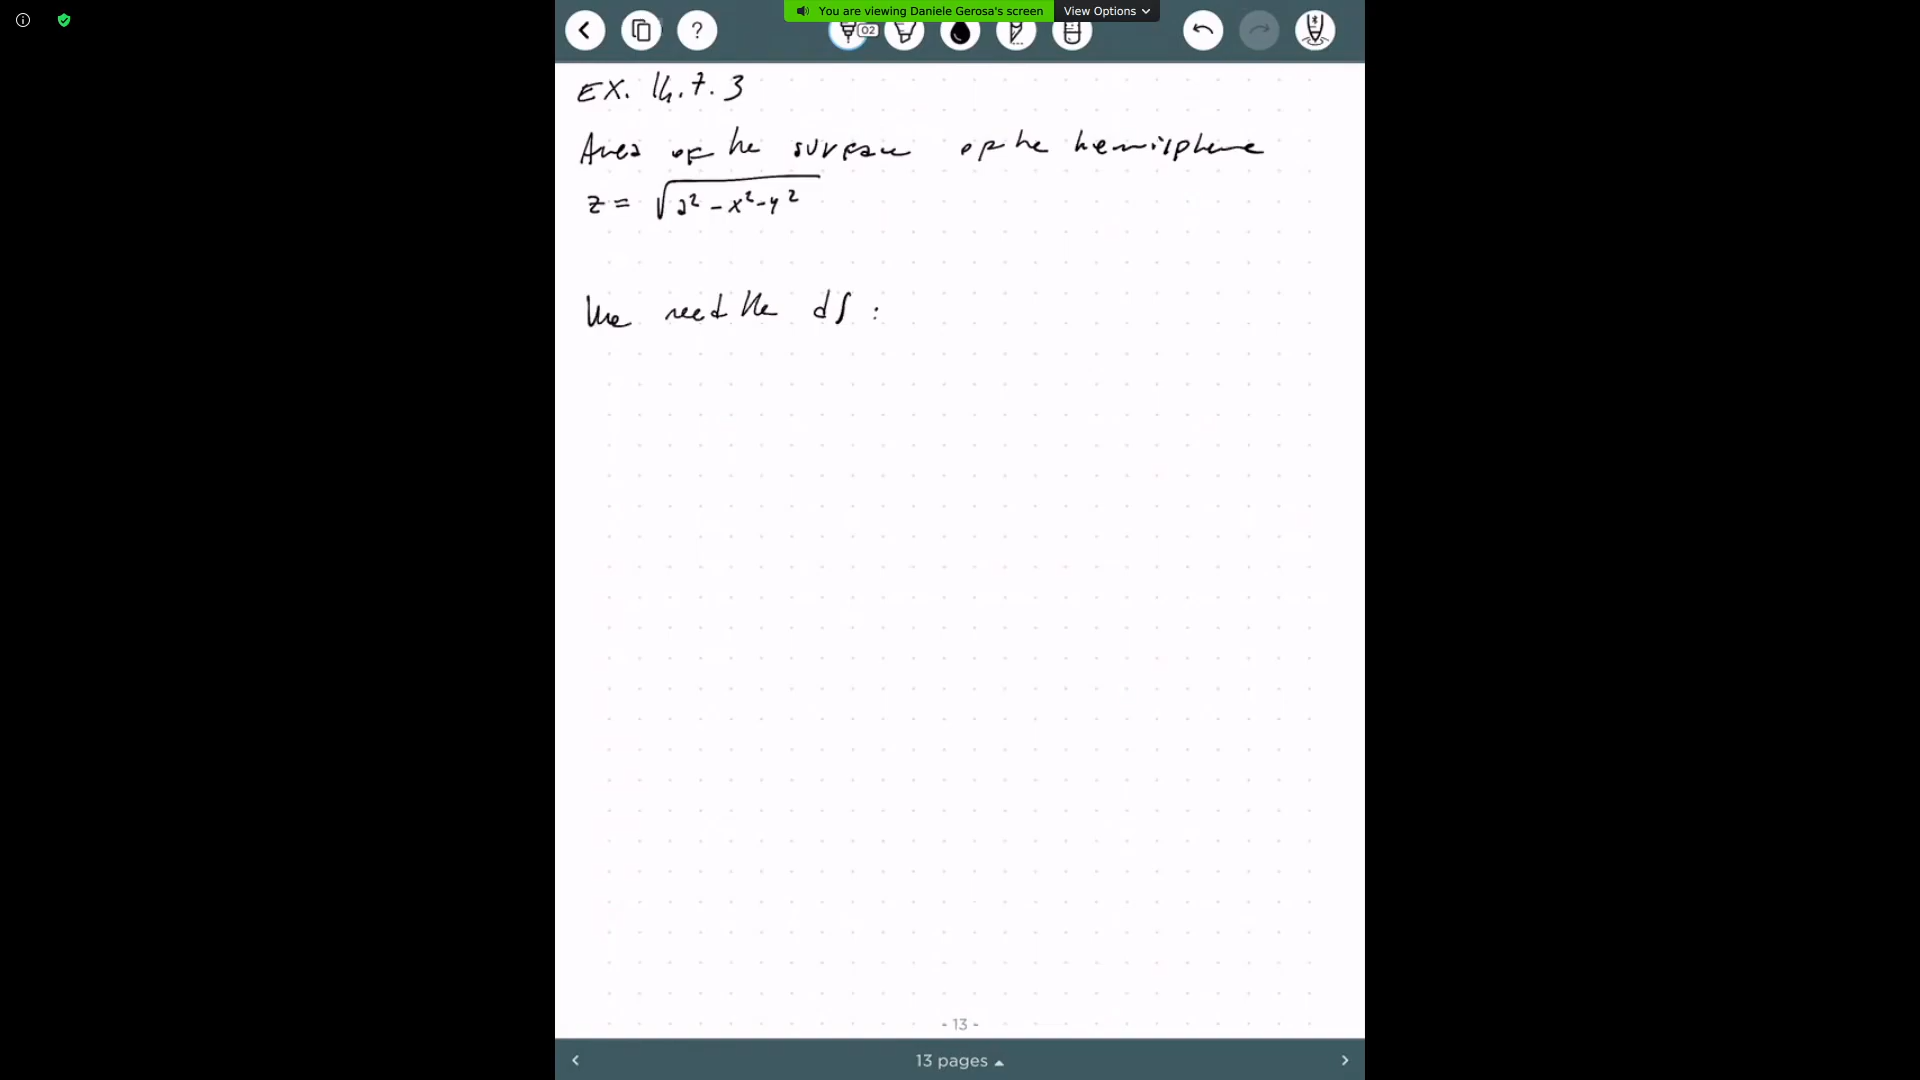 You are viewing Daniele Gerosa's screen View Options
?
02
EX. 14.7.3
Area of the surface of the hemisphere
z = √a² - x² - y²
We need the dS :
- 13 -
13 pages